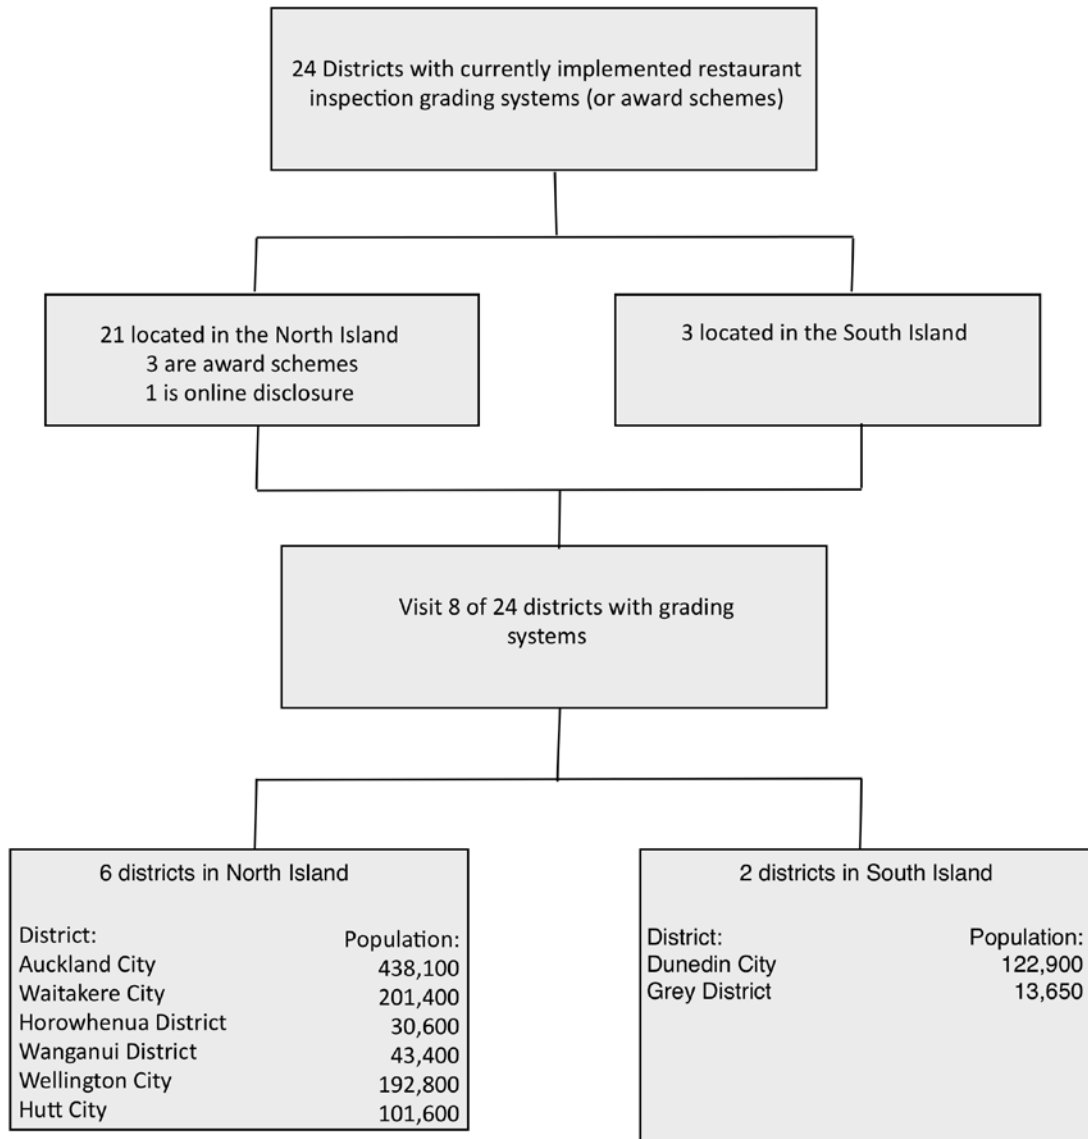 24 Districts with currently implemented restaurant
inspection grading systems (or award schemes)
21 located in the North Island
3 are award schemes
1 is online disclosure
3 located in the South Island
Visit 8 of 24 districts with grading
systems
6 districts in North Island
District: Population:
Auckland City 438,100
Waitakere City 201,400
Horowhenua District 30,600
Wanganui District 43,400
Wellington City 192,800
Hutt City 101,600
2 districts in South Island
District: Population:
Dunedin City 122,900
Grey District 13,650